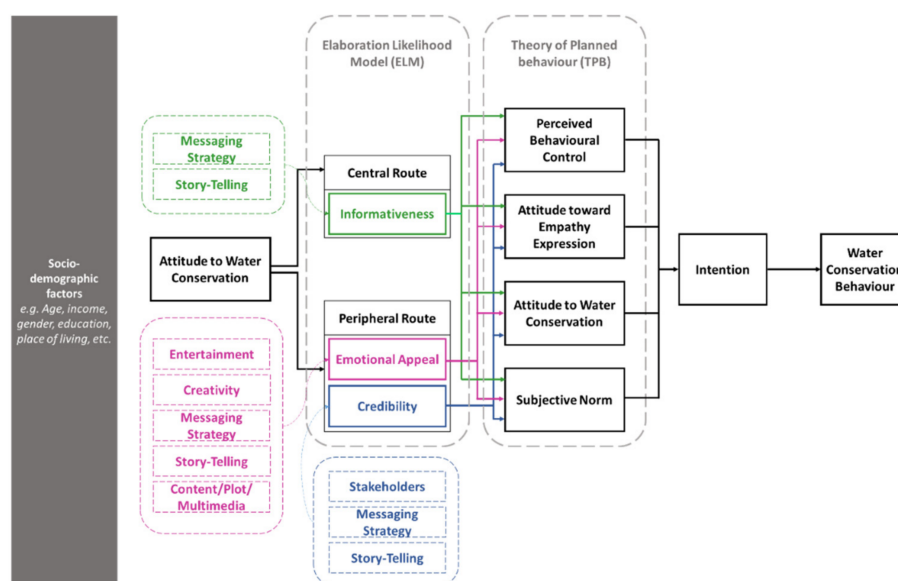 Socio-
demographic
factors
e.g. Age, income,
gender, education,
place of living, etc.
Messaging
Strategy
Story-Telling
Attitude to Water
Conservation
Entertainment
Creativity
Messaging
Strategy
Story-Telling
Content/Plot/
Multimedia
Elaboration Likelihood
Model (ELM)
Central Route
Informativeness
Peripheral Route
Emotional Appeal
Credibility
Stakeholders
Messaging
Strategy
Story-Telling
Theory of Planned
behaviour (TPB)
Perceived
Behavioural
Control
Attitude toward
Empathy
Expression
Attitude to Water
Conservation
Subjective Norm
Intention
Water
Conservation
Behaviour